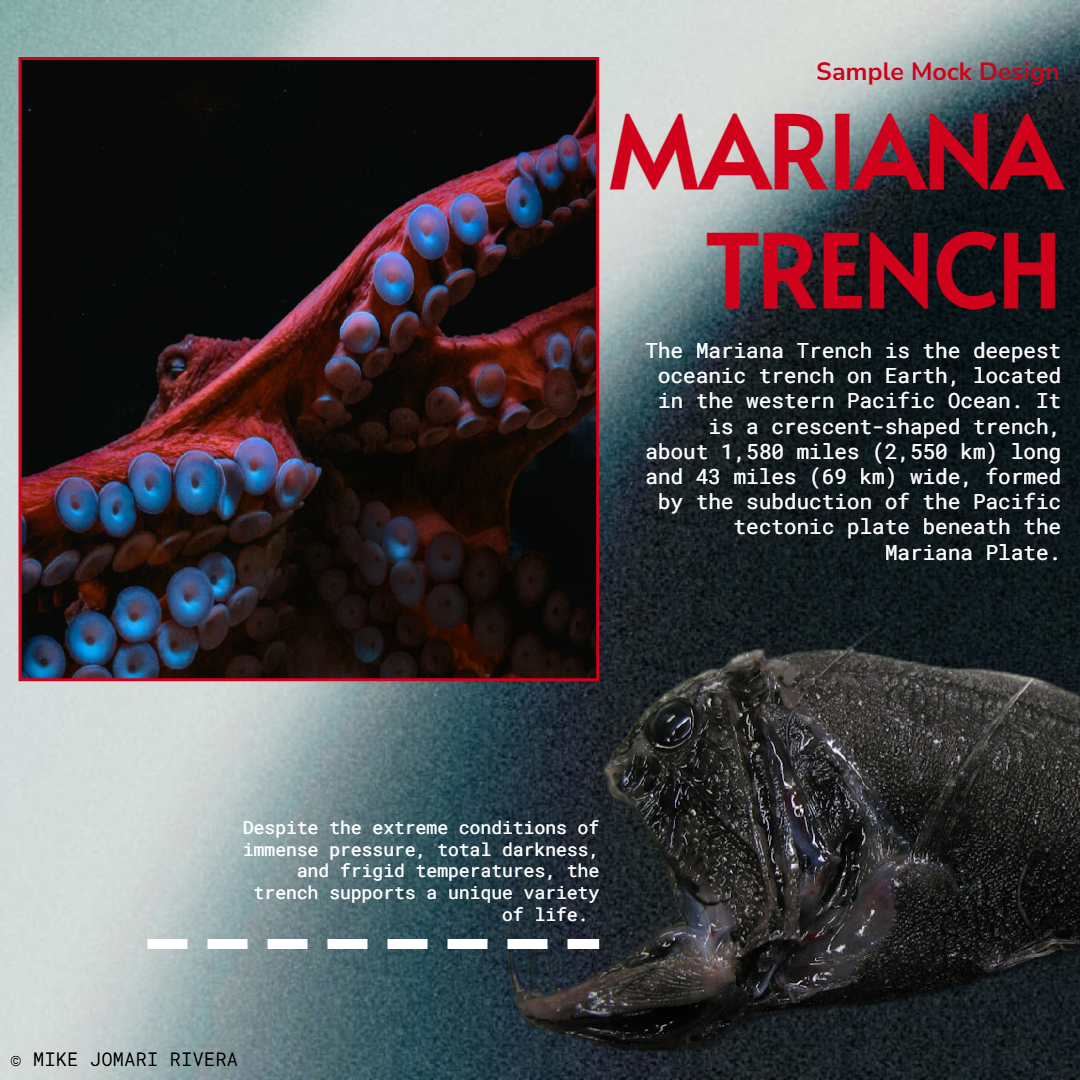 Sample Mock Design
MARIANA
TRENCH
The Mariana Trench is the deepest
oceanic trench on Earth, located
in the western Pacific Ocean. It
is a crescent-shaped trench,
about 1,580 miles (2,550 km) long
and 43 miles (69 km) wide, formed
by the subduction of the Pacific
tectonic plate beneath the
Mariana Plate.
Despite the extreme conditions of
immense pressure, total darkness,
and frigid temperatures, the
trench supports a unique variety
of life.
© MIKE JOMARI RIVERA